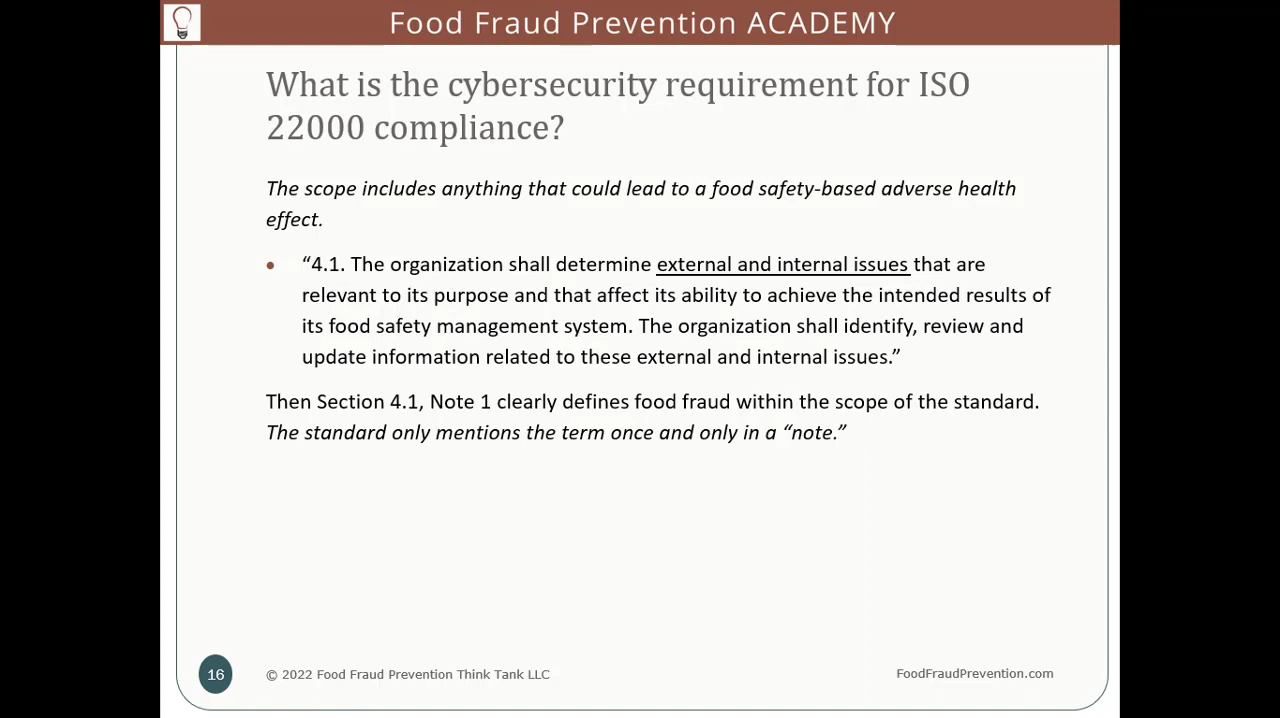 Food Fraud Prevention ACADEMY
What is the cybersecurity requirement for ISO
22000 compliance?
The scope includes anything that could lead to a food safety-based adverse health
effect.
• “4.1. The organization shall determine external and internal issues that are
relevant to its purpose and that affect its ability to achieve the intended results of
its food safety management system. The organization shall identify, review and
update information related to these external and internal issues.”
Then Section 4.1, Note 1 clearly defines food fraud within the scope of the standard.
The standard only mentions the term once and only in a “note.”
16
© 2022 Food Fraud Prevention Think Tank LLC
FoodFraudPrevention.com